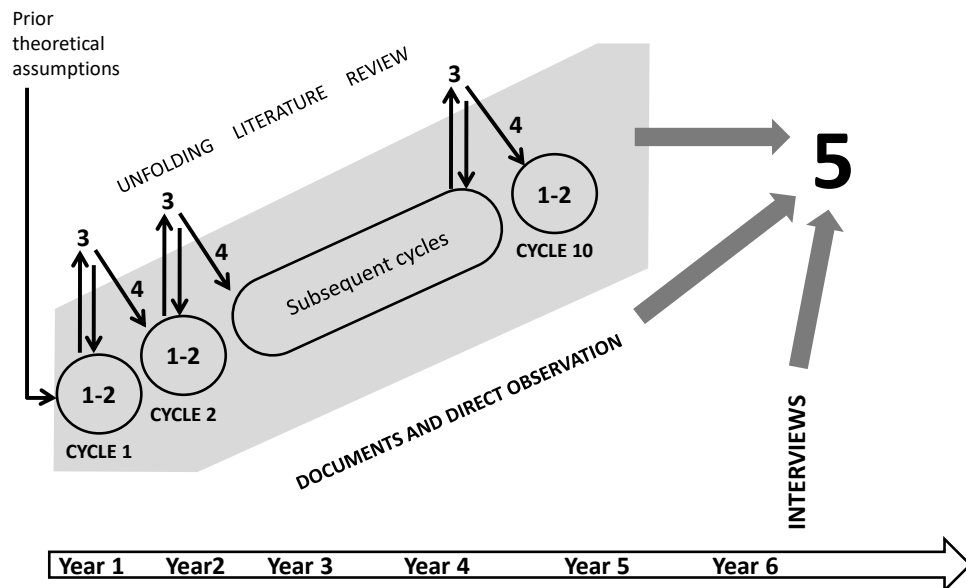 Prior
theoretical
assumptions
UNFOLDING LITERATURE REVIEW
3
4
3
4
3
4
1-2
CYCLE 1
1-2
CYCLE 2
Subsequent cycles
1-2
CYCLE 10
5
DOCUMENTS AND DIRECT OBSERVATION
INTERVIEWS
Year 1 Year2 Year 3 Year 4 Year 5 Year 6